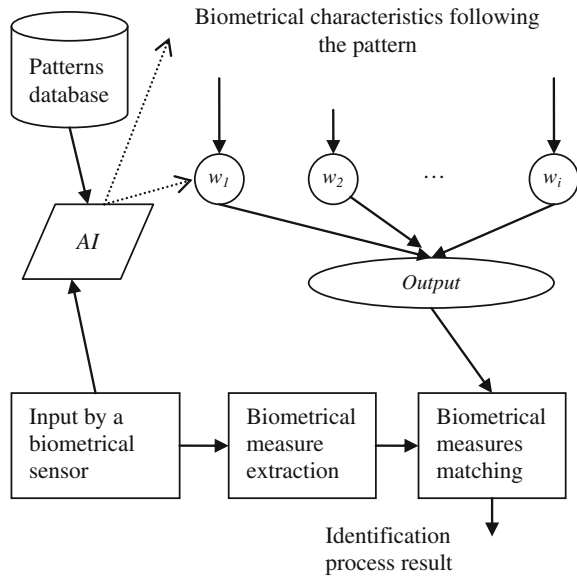 Biometrical characteristics following
the pattern
Patterns
database
w1
w2
...
wi
AI
Output
Input by a
biometrical
sensor
Biometrical
measure
extraction
Biometrical
measures
matching
Identification
process result